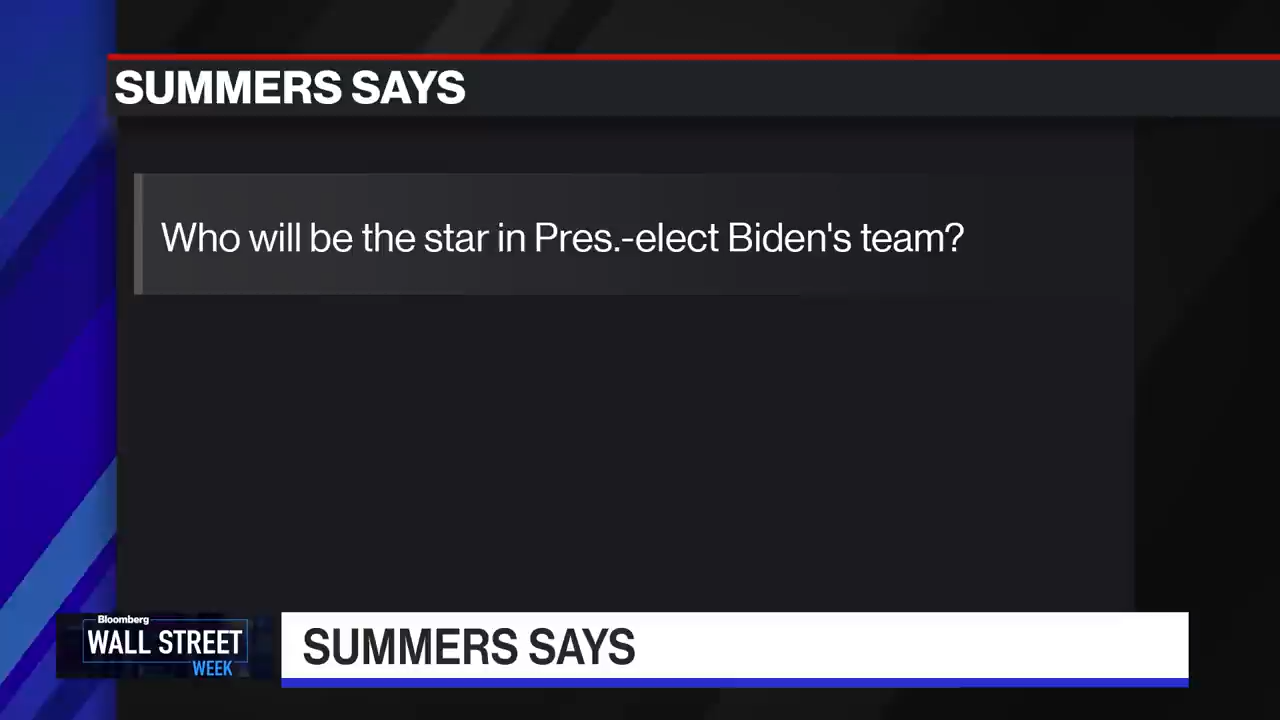 SUMMERS SAYS
Who will be the star in Pres.-elect Biden's team?
Bloomberg
WALL STREET
WEEK
SUMMERS SAYS